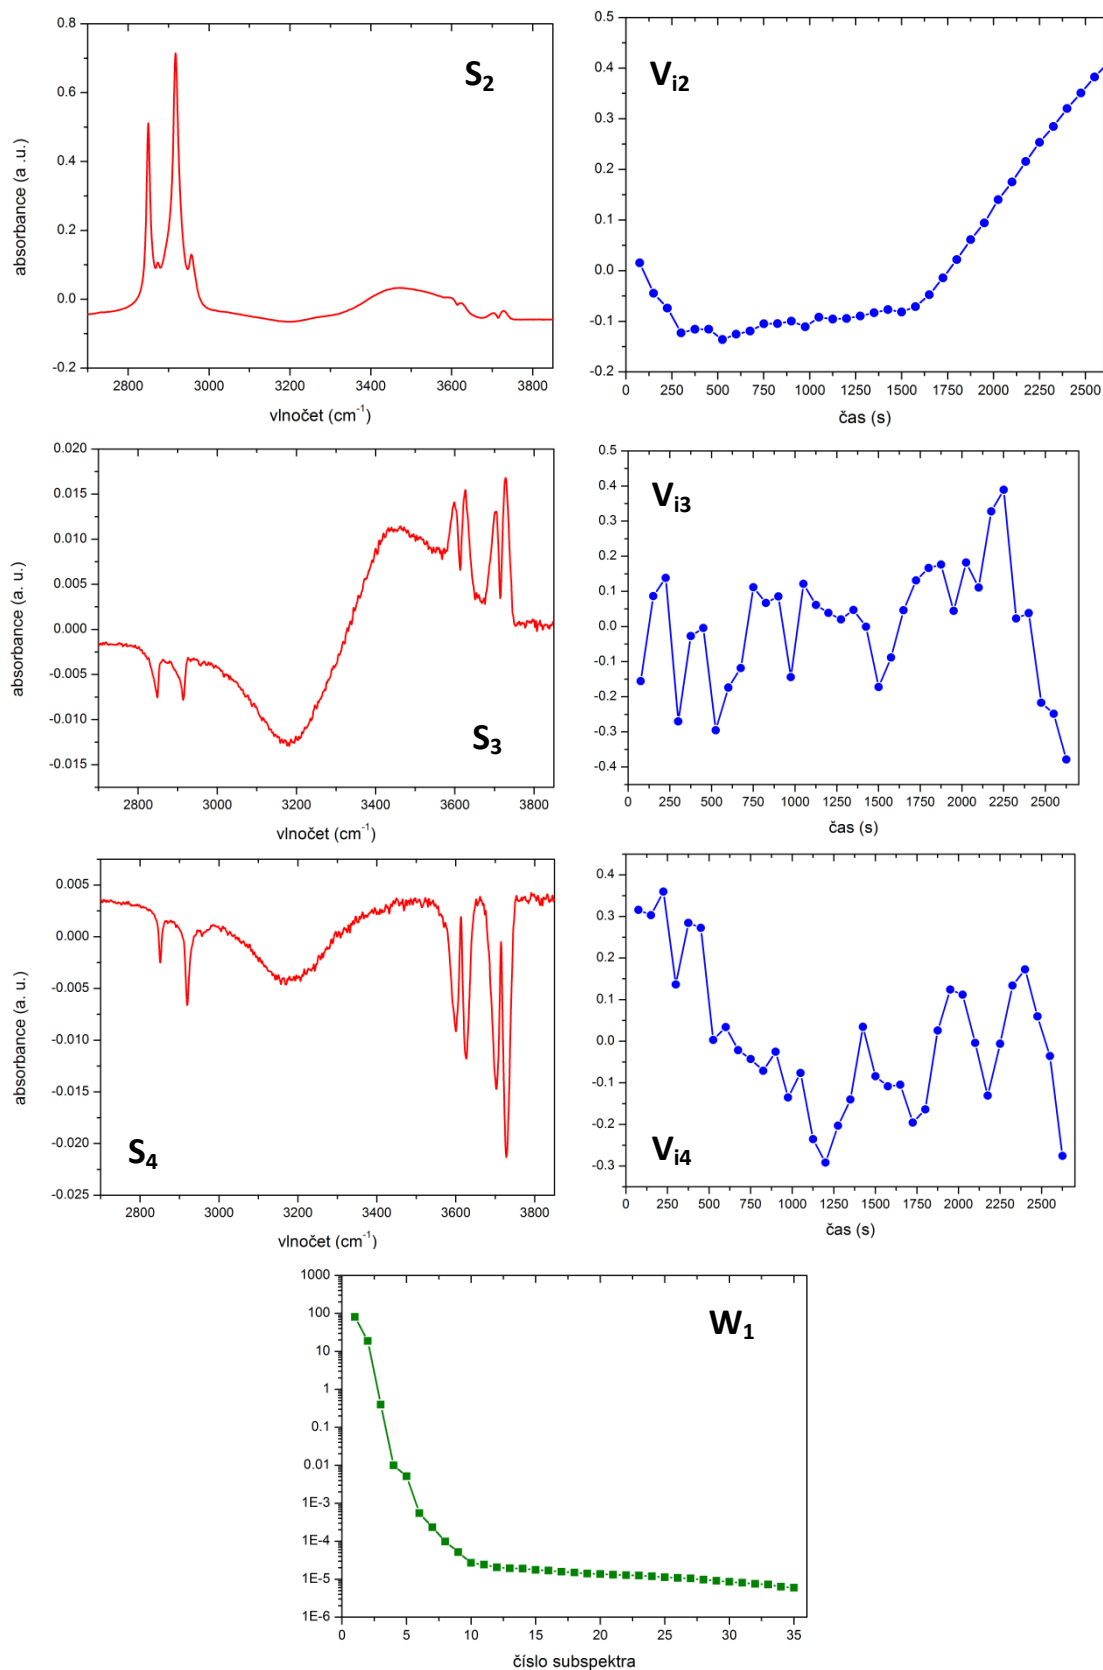 0.8
0.6
0.4
0.2
0.0
-0.2
absorbance (a .u.)
2800 3000 3200 3400 3600 3800
vlnočet (cm⁻¹)
S₂
0.5
0.4
0.3
0.2
0.1
0.0
-0.1
-0.2
0 250 500 750 1000 1250 1500 1750 2000 2250 2500
čas (s)
Vᵢ₂
0.020
0.015
0.010
0.005
0.000
-0.005
-0.010
-0.015
absorbance (a. u.)
2800 3000 3200 3400 3600 3800
vlnočet (cm⁻¹)
S₃
0.5
0.4
0.3
0.2
0.1
0.0
-0.1
-0.2
-0.3
-0.4
0 250 500 750 1000 1250 1500 1750 2000 2250 2500
čas (s)
Vᵢ₃
0.005
0.000
-0.005
-0.010
-0.015
-0.020
-0.025
absorbance (a. u.)
2800 3000 3200 3400 3600 3800
vlnočet (cm⁻¹)
S₄
0.4
0.3
0.2
0.1
0.0
-0.1
-0.2
-0.3
0 250 500 750 1000 1250 1500 1750 2000 2250 2500
čas (s)
Vᵢ₄
1000
100
10
1
0.1
0.01
1E-3
1E-4
1E-5
1E-6
0 5 10 15 20 25 30 35
číslo subspektra
W₁